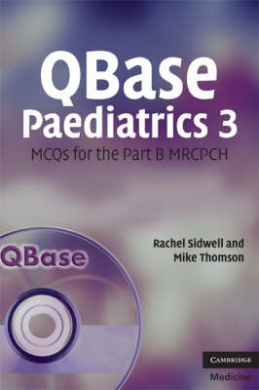 QBase
Paediatrics 3
MCQs for the Part B MRCPCH
Rachel Sidwell and
Mike Thomson
QBase
CAMBRIDGE
Medicine